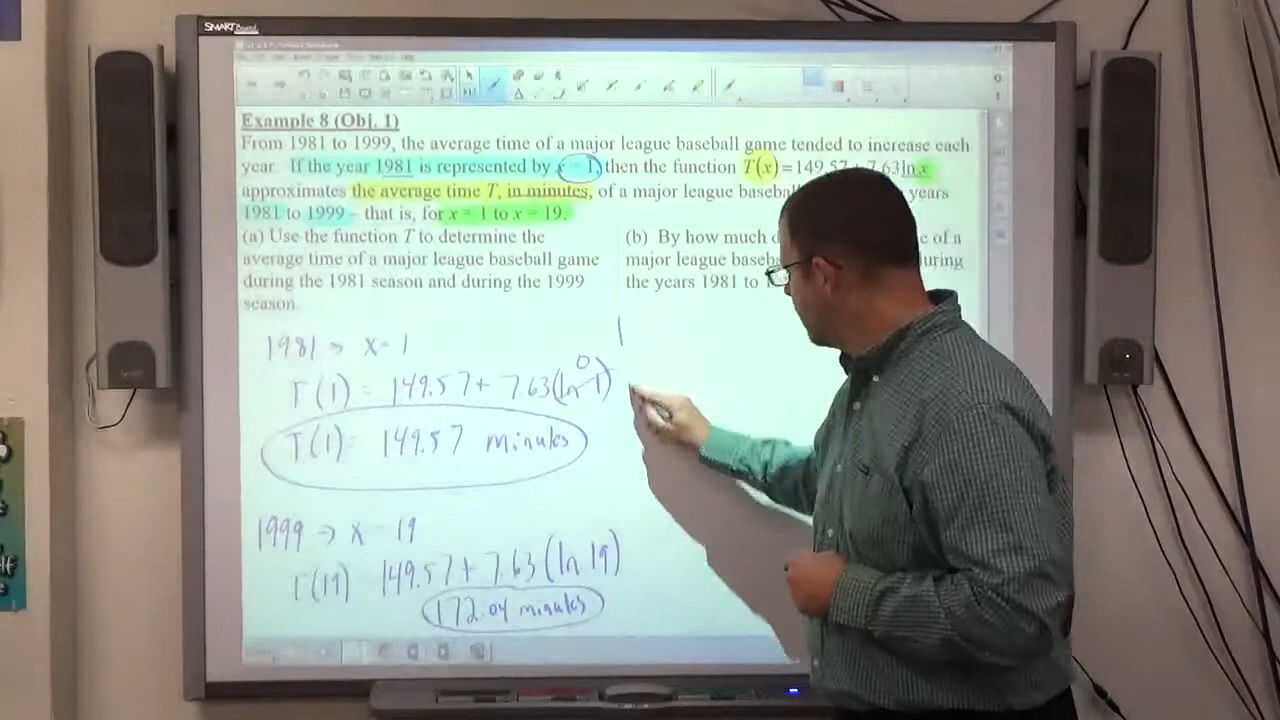 SMART Board
Example 8 (Obj. 1)
From 1981 to 1999, the average time of a major league baseball game tended to increase each
year. If the year 1981 is represented by x = 1, then the function T(x)=149.57+7.63ln x
approximates the average time T, in minutes, of a major league baseball years
1981 to 1999 – that is, for x = 1 to x = 19.
(a) Use the function T to determine the
average time of a major league baseball game
during the 1981 season and during the 1999
season.
(b) By how much e of a
major league baseba during
the years 1981 to
1981 → x = 1
T(1) = 149.57 + 7.63(ln 1) 0
T(1) = 149.57 minutes
1999 → x = 19
T(19) 149.57 + 7.63 (ln 19)
172.04 minutes